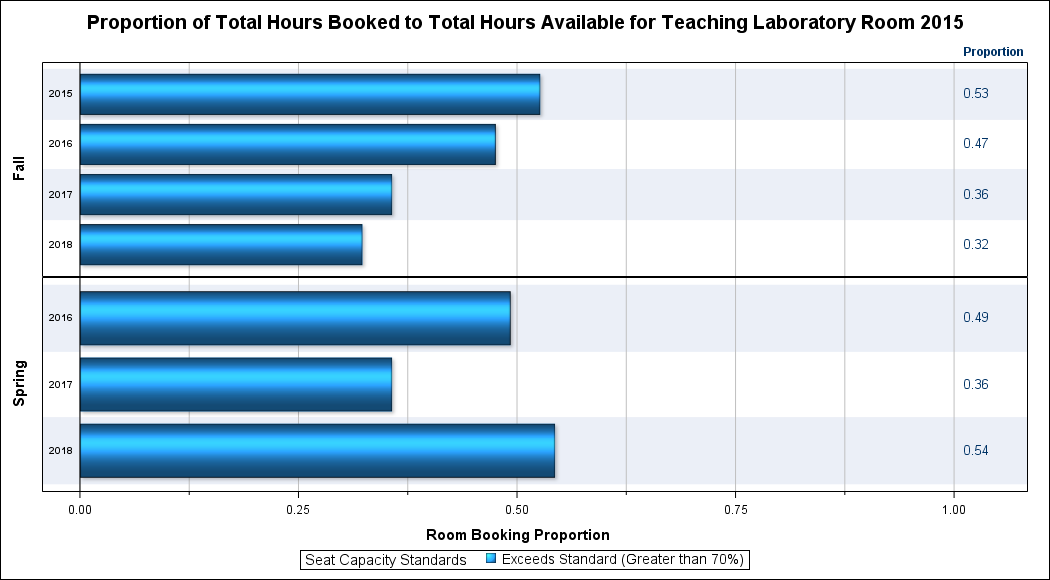 Proportion of Total Hours Booked to Total Hours Available for Teaching Laboratory Room 2015
Proportion
Fall
2015 0.53
2016 0.47
2017 0.36
2018 0.32
Spring
2016 0.49
2017 0.36
2018 0.54
0.00 0.25 0.50 0.75 1.00
Room Booking Proportion
Seat Capacity Standards Exceeds Standard (Greater than 70%)